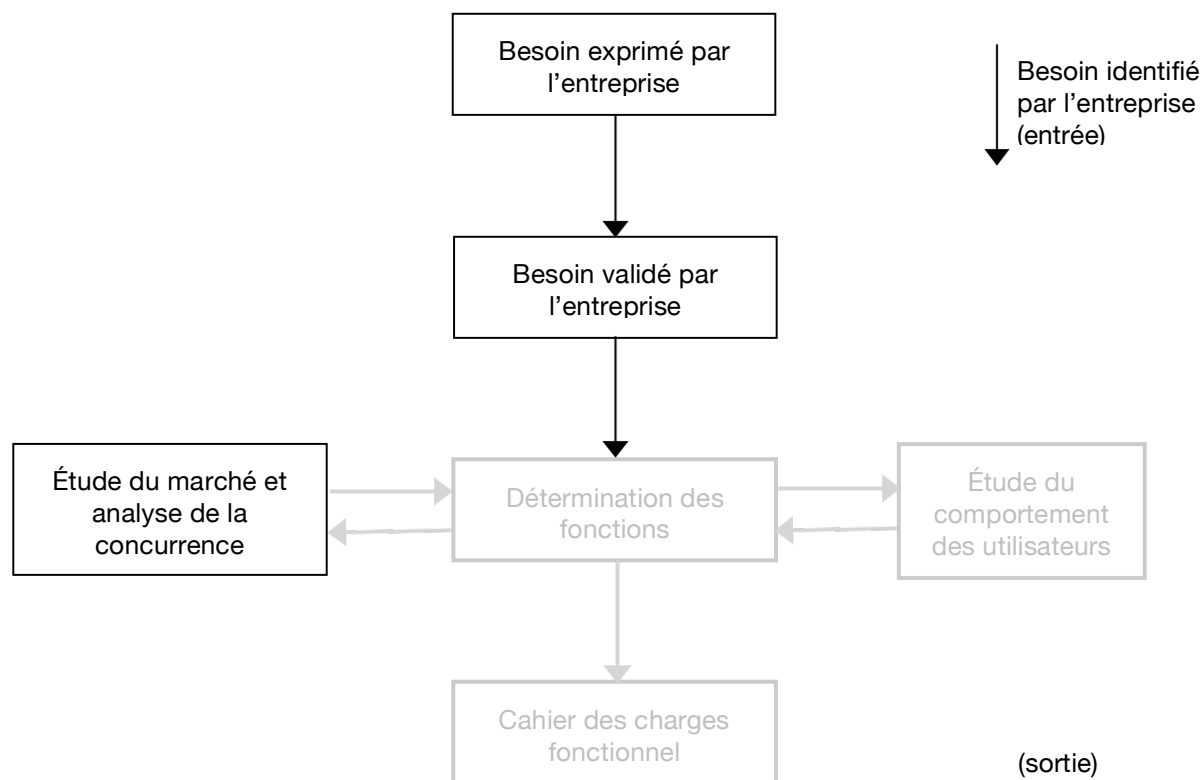 Besoin exprimé par
l’entreprise
Besoin identifié
par l’entreprise
(entrée)
Besoin validé par
l’entreprise
Étude du marché et
analyse de la
concurrence
Détermination des
fonctions
Étude du
comportement
des utilisateurs
Cahier des charges
fonctionnel
(sortie)